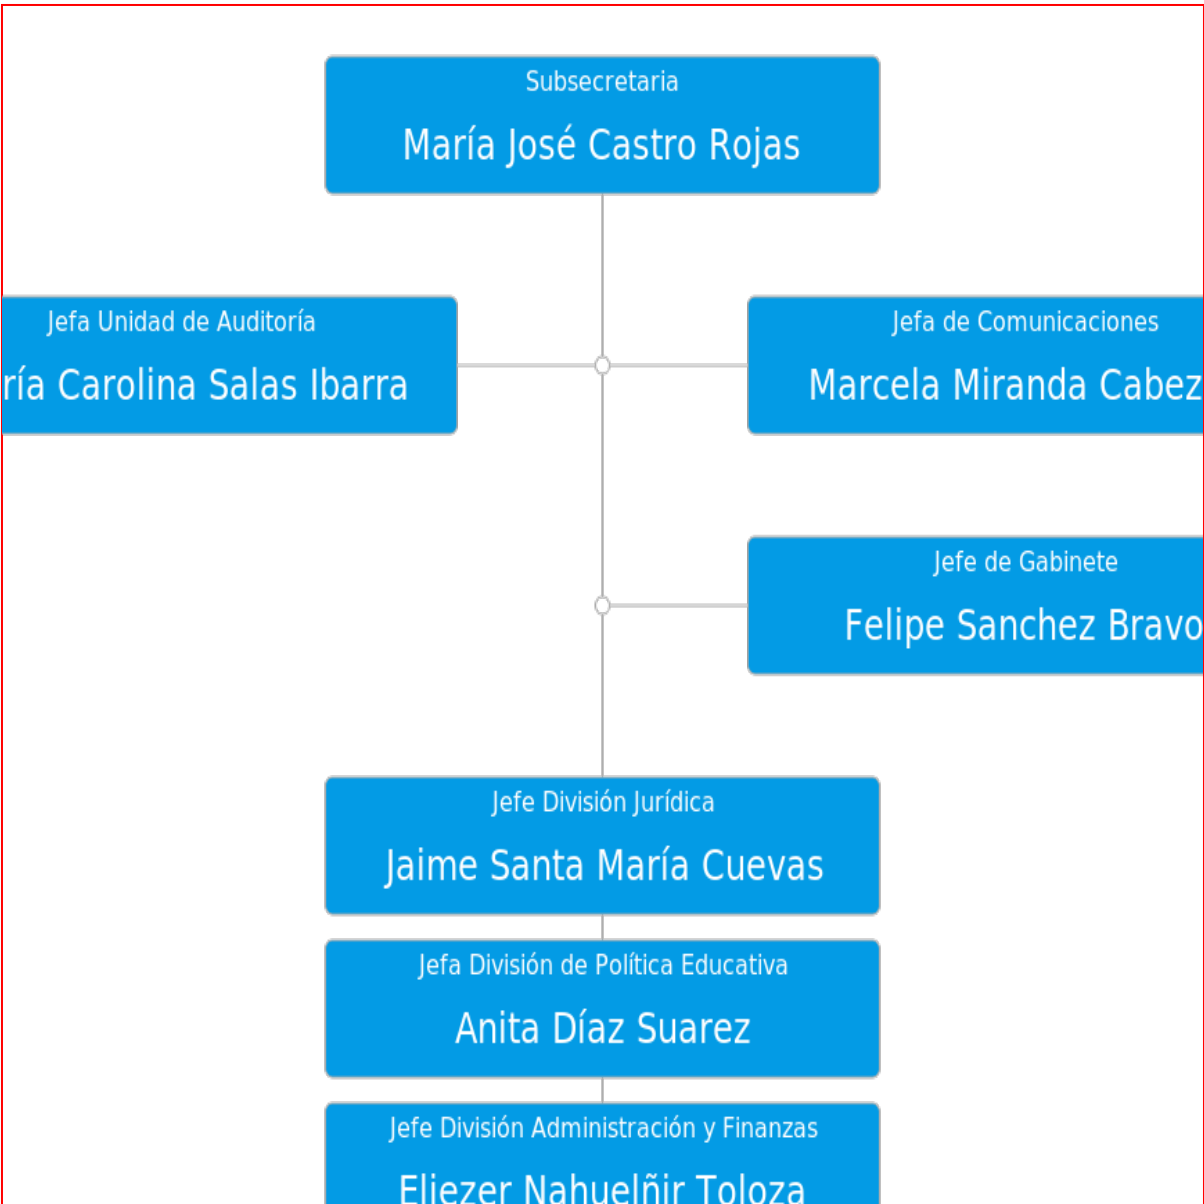 Subsecretaria
María José Castro Rojas
Jefa Unidad de Auditoría
Carolina Salas Ibarra
Jefa de Comunicaciones
Marcela Miranda
Jefe de Gabinete
Felipe Sanchez Bravo
Jefe División Jurídica
Jaime Santa María Cuevas
Jefa División de Política Educativa
Anita Díaz Suarez
Jefe División Administración y Finanzas
Eliezer Nahuelñir Toloza